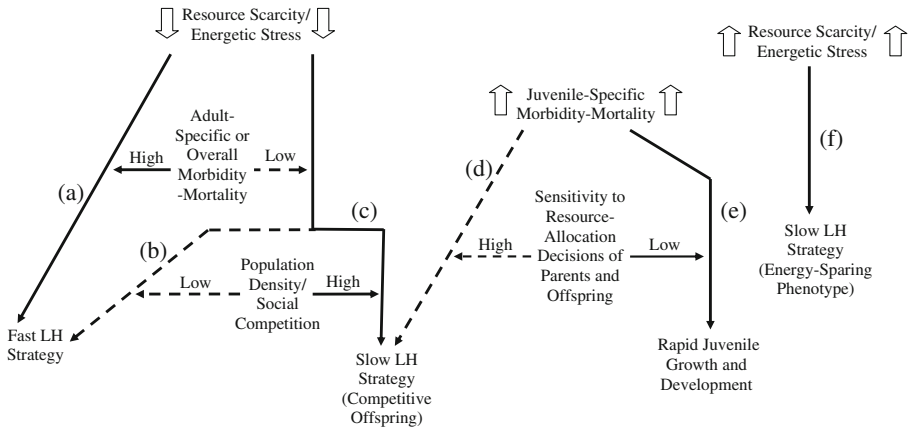 Resource Scarcity/
Energetic Stress
Adult-
Specific or
Overall
Morbidity
-Mortality
High
Low
(a)
(b)
(c)
Population
Density/
Social
Competition
Low
High
Fast LH
Strategy
Slow LH
Strategy
(Competitive
Offspring)
Juvenile-Specific
Morbidity-Mortality
(d)
(e)
Sensitivity to
Resource-
Allocation
Decisions of
Parents and
Offspring
High
Low
Rapid Juvenile
Growth and
Development
Resource Scarcity/
Energetic Stress
(f)
Slow LH
Strategy
(Energy-Sparing
Phenotype)